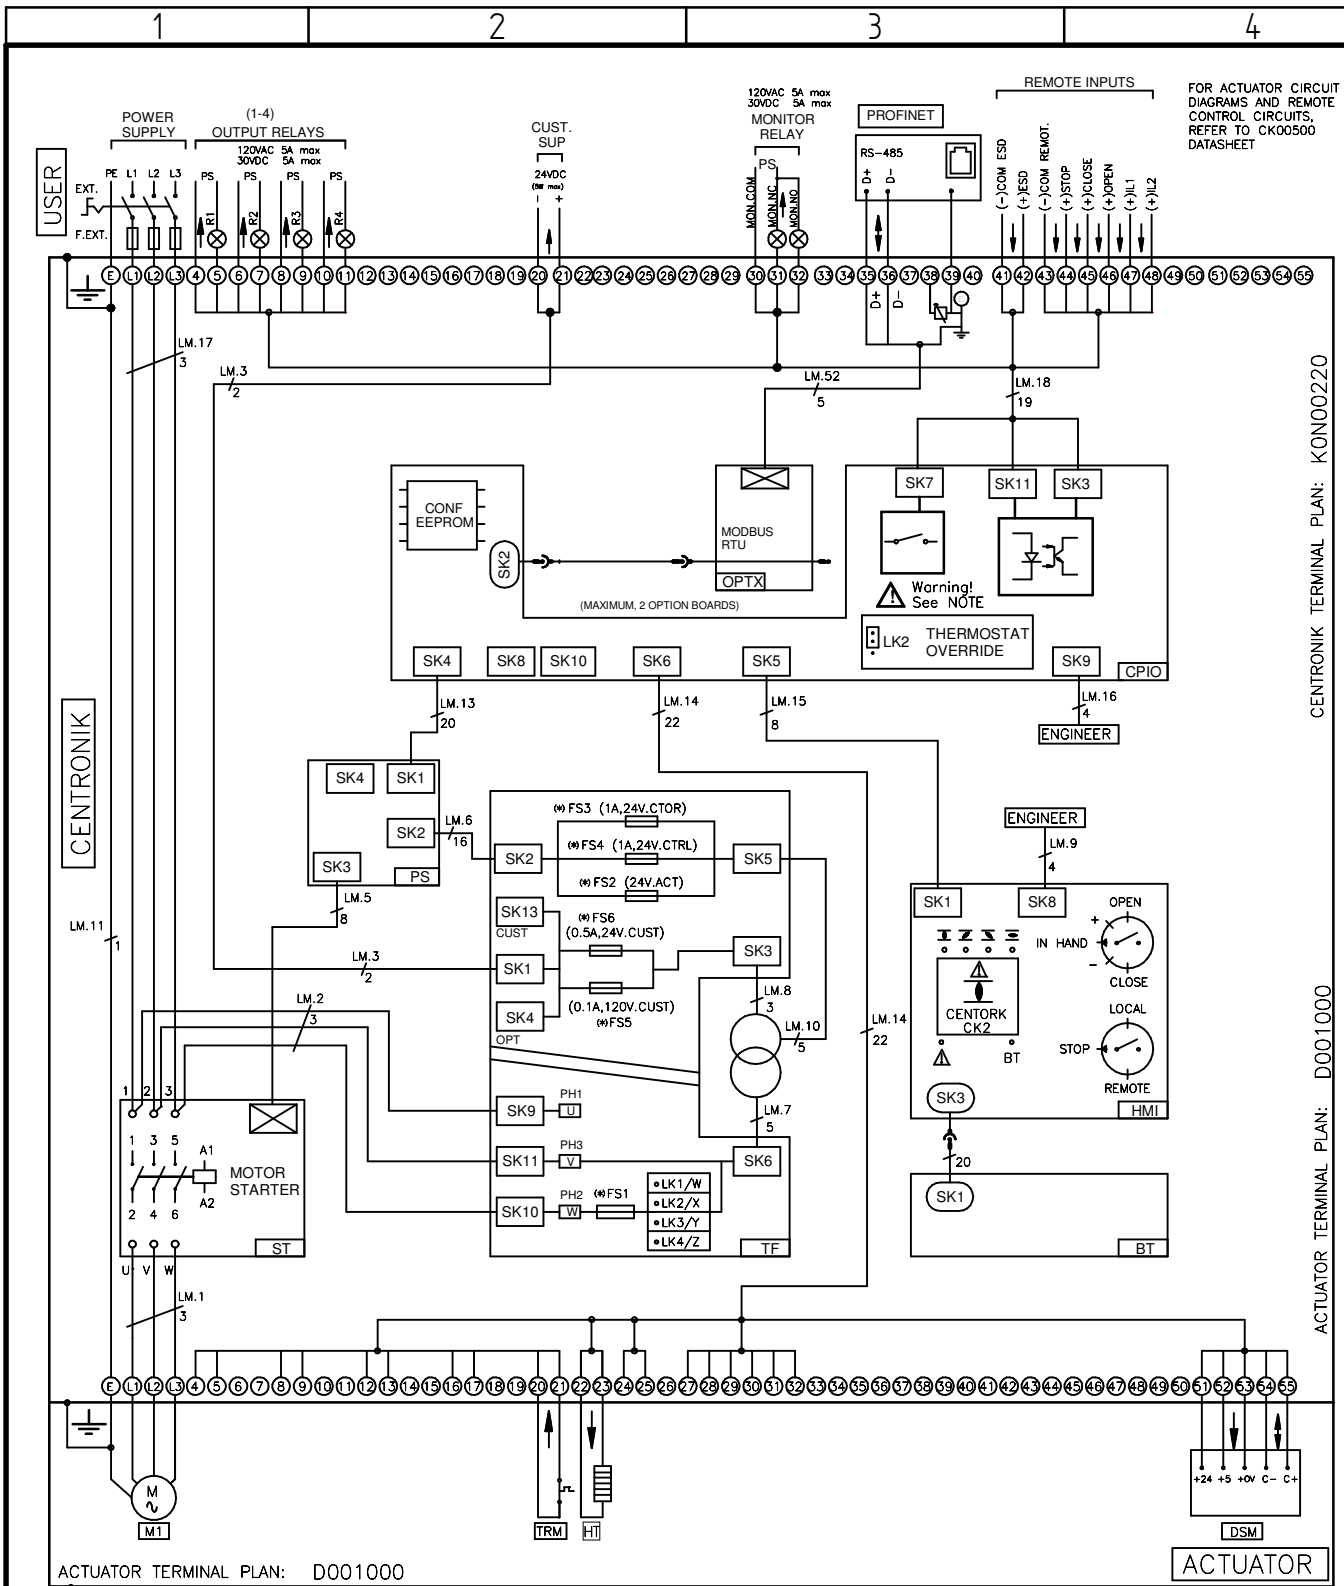 1 2 3 4
POWER
SUPPLY
(1-4)
OUTPUT RELAYS
120VAC 5A max
30VDC 5A max
CUST.
SUP
24VDC
(5W max)
- +
120VAC 5A max
30VDC 5A max
MONITOR
RELAY
PS
PROFINET
RS-485
D+ D-
REMOTE INPUTS
FOR ACTUATOR CIRCUIT
DIAGRAMS AND REMOTE
CONTROL CIRCUITS,
REFER TO CK00500
DATASHEET
USER
EXT.
F.EXT.
PE L1 L2 L3
PS PS PS PS
R1 R2 R3 R4
MON.COM
MON.NC
MON.NO
(-)COM ESD
(+)ESD
(-)COM REMOT.
(+)STOP
(+)CLOSE
(+)OPEN
(+)IL1
(+)IL2
E L1 L2 L3 4 5 6 7 8 9 10 11 12 13 14 15 16 17 18 19 20 21 22 23 24 25 26 27 28 29 30 31 32 33 34 35 36 37 38 39 40 41 42 43 44 45 46 47 48 49 50 51 52 53 54 55
D+ D-
LM.17
3
LM.3
2
LM.52
5
LM.18
19
CENTRONIK TERMINAL PLAN: K0N00220
CONF
EEPROM
SK2
MODBUS
RTU
OPTX
(MAXIMUM, 2 OPTION BOARDS)
SK7 SK11 SK3
Warning!
See NOTE
LK2 THERMOSTAT
OVERRIDE
SK4 SK8 SK10 SK6 SK5 SK9
CPIO
LM.13
20
LM.14
22
LM.15
8
LM.16
4
ENGINEER
CENTRONIK
SK4 SK1
SK2
SK3
PS
LM.6
16
LM.5
8
(*) FS3 (1A,24V.CTOR)
(*) FS4 (1A,24V.CTRL)
(*) FS2 (24V.ACT)
SK2 SK5
SK13
CUST
(*) FS6
(0.5A,24V.CUST)
SK1 SK3
(0.1A,120V.CUST)
(*)FS5
SK4
OPT
LM.8
3
LM.10
5
LM.7
5
SK9 PH1
U
SK11 PH3
V
SK6
SK10 PH2
W
(*)FS1
LK1/W
LK2/X
LK3/Y
LK4/Z
TF
LM.11
1
LM.3
2
LM.2
3
LM.14
22
ENGINEER
LM.9
4
SK1 SK8
OPEN
+
IN HAND
-
CLOSE
CENTORK
CK2
BT
LOCAL
STOP
REMOTE
SK3
HMI
20
SK1
BT
ACTUATOR TERMINAL PLAN: D001000
1 2 3
1 3 5
A1
A2
2 4 6
MOTOR
STARTER
ST
U V W
LM.1
3
E L1 L2 L3 4 5 6 7 8 9 10 11 12 13 14 15 16 17 18 19 20 21 22 23 24 25 26 27 28 29 30 31 32 33 34 35 36 37 38 39 40 41 42 43 44 45 46 47 48 49 50 51 52 53 54 55
M
M1
TRM
HT
+24 +5 +0V C- C+
DSM
ACTUATOR TERMINAL PLAN: D001000
ACTUATOR